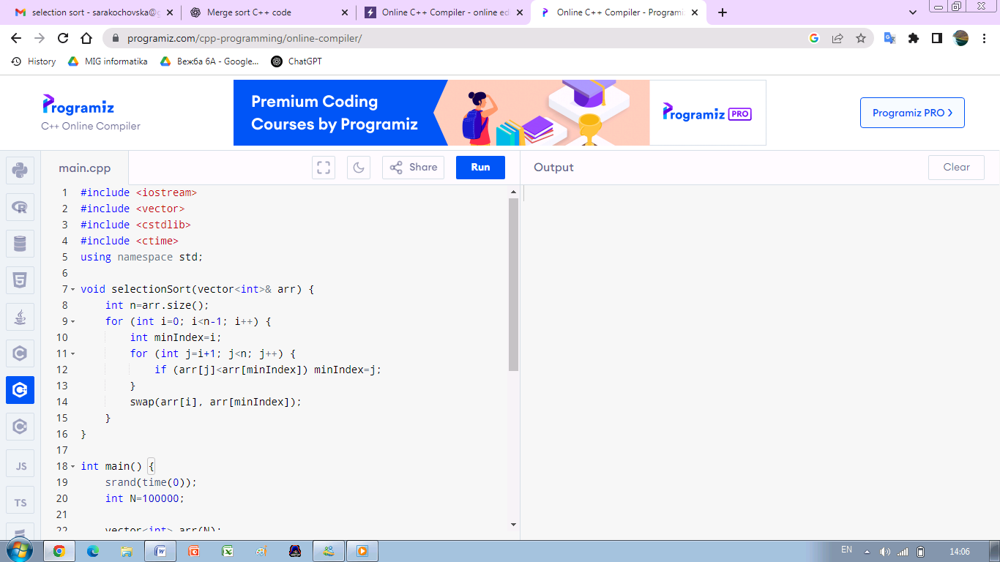 selection sort - sarakochovska@g
Merge sort C++ code
Online C++ Compiler - online ed
Online C++ Compiler - Programi
programiz.com/cpp-programming/online-compiler/
History
MIG informatika
Вежба 6А - Google...
ChatGPT
Programiz
C++ Online Compiler
Premium Coding
Courses by Programiz
Programiz PRO
Programiz PRO >
main.cpp
Share
Run
Output
Clear
1 #include <iostream>
2 #include <vector>
3 #include <cstdlib>
4 #include <ctime>
5 using namespace std;
6
7 void selectionSort(vector<int>& arr) {
8     int n=arr.size();
9     for (int i=0; i<n-1; i++) {
10         int minIndex=i;
11         for (int j=i+1; j<n; j++) {
12             if (arr[j]<arr[minIndex]) minIndex=j;
13         }
14         swap(arr[i], arr[minIndex]);
15     }
16 }
17
18 int main() {
19     srand(time(0));
20     int N=100000;
21
22     vector<int> arr(N);
JS
TS
EN
14:06